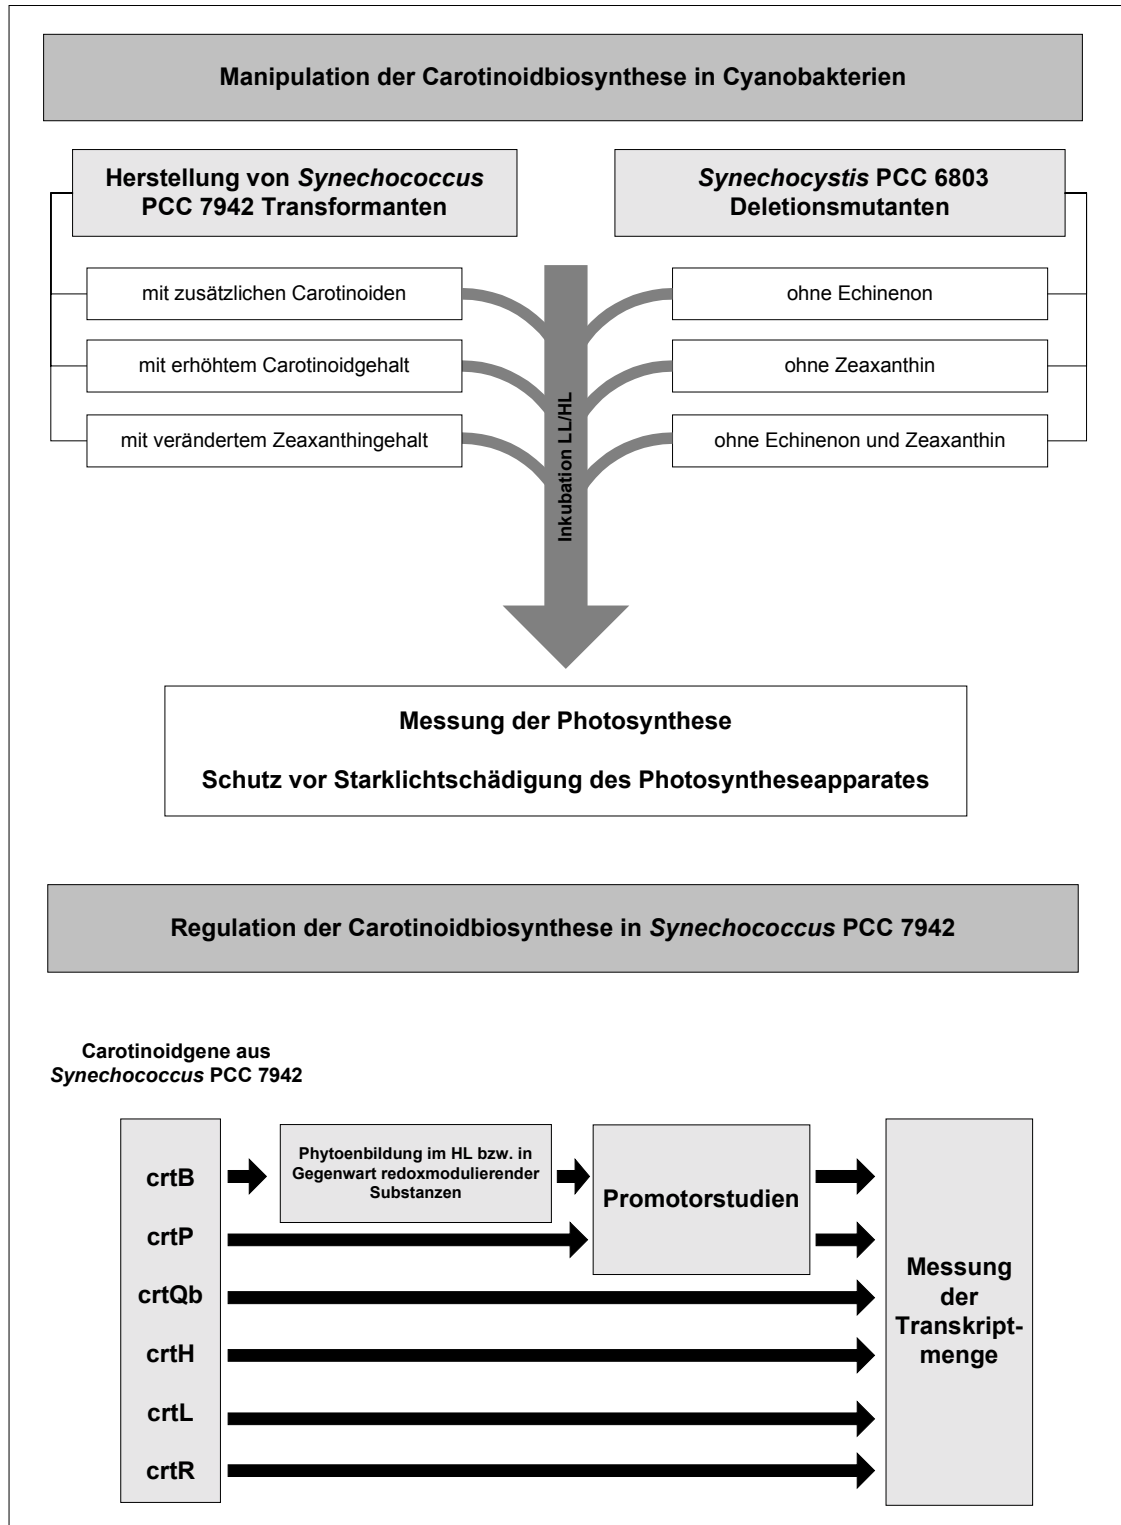 Manipulation der Carotinoidbiosynthese in Cyanobakterien
Herstellung von Synechococcus
PCC 7942 Transformanten
Synechocystis PCC 6803
Deletionsmutanten
mit zusätzlichen Carotinoiden
mit erhöhtem Carotinoidgehalt
mit verändertem Zeaxanthingehalt
ohne Echinenon
ohne Zeaxanthin
ohne Echinenon und Zeaxanthin
Inkubation LL/HL
Messung der Photosynthese
Schutz vor Starklichtschädigung des Photosyntheseapparates
Regulation der Carotinoidbiosynthese in Synechococcus PCC 7942
Carotinoidgene aus
Synechococcus PCC 7942
crtB
crtP
crtQb
crtH
crtL
crtR
Phytoenbildung im HL bzw. in
Gegenwart redoxmodulierender
Substanzen
Promotorstudien
Messung
der
Transkript-
menge